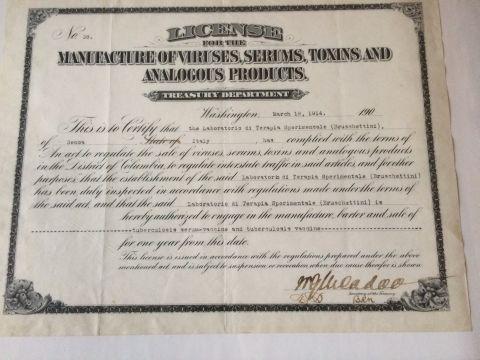 No 28.
LICENSE
FOR THE
MANUFACTURE OF VIRUSES, SERUMS, TOXINS AND
ANALOGOUS PRODUCTS.
TREASURY DEPARTMENT
Washington, March 18, 1914. 190
This is to Certify that the Laboratorio di Terapia Sperimentale (Bruschettini),
of Genoa State of Italy has complied with the terms of
An act to regulate the sale of viruses, serums, toxins and analogous products
in the District of Columbia, to regulate interstate traffic in said articles, and for other
purposes, that the establishment of the said Laboratorio di Terapia Sperimentale (Bruschettini)
has been duly inspected in accordance with regulations made under the terms of
the said act and that the said Laboratorio di Terapia Sperimentale (Bruschettini) is
hereby authorized to engage in the manufacture, barter and sale of
tuberculosis serum-vaccine and tuberculosis vaccine
for one year from this date.
This license is issued in accordance with the regulations prepared under the above
mentioned act, and is subject to suspension or revocation when due cause therefor is shown.
W G McAdoo
Secretary of the Treasury